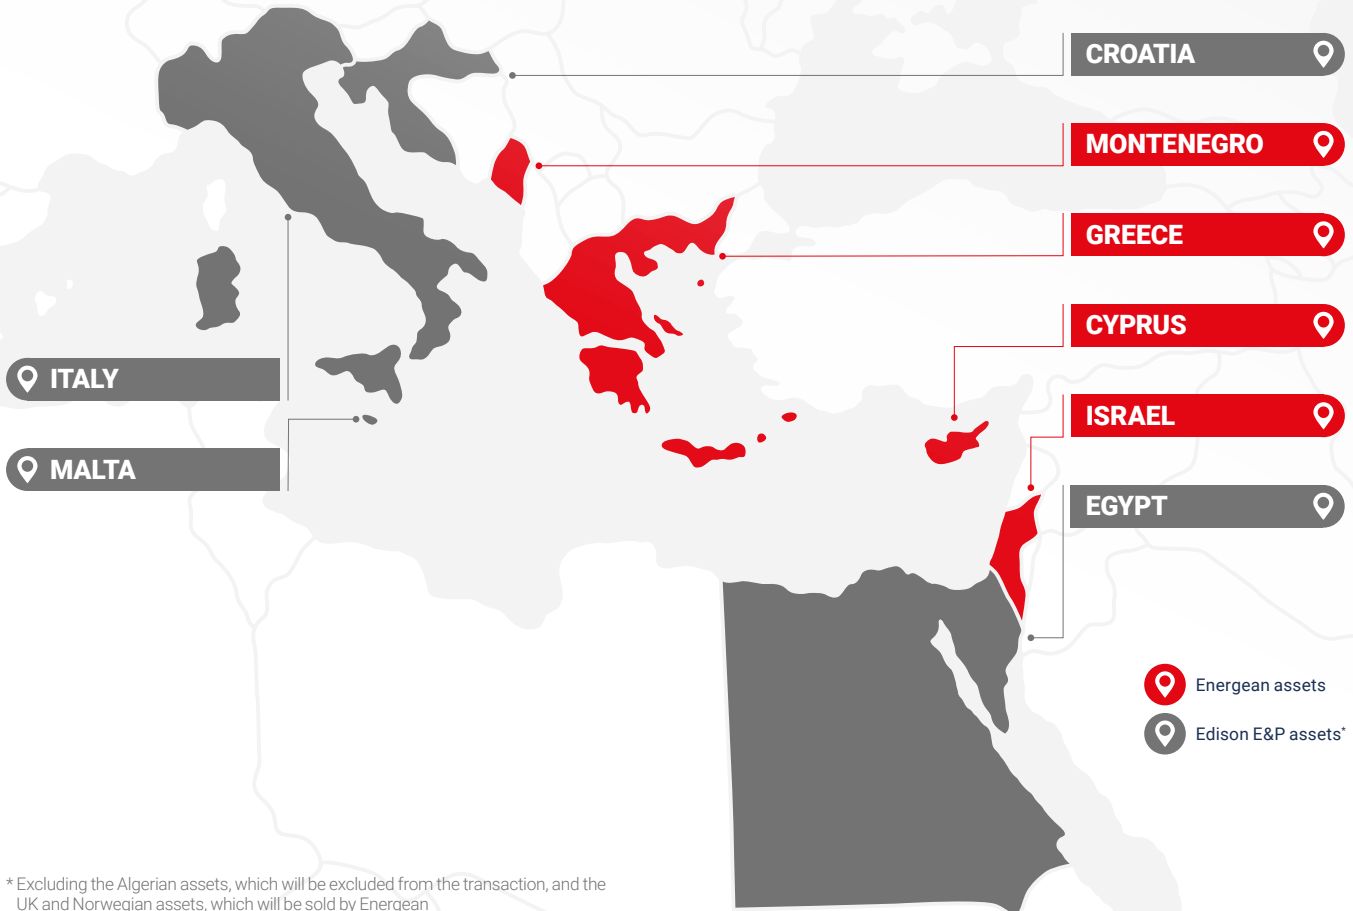 CROATIA
MONTENEGRO
GREECE
CYPRUS
ITALY
ISRAEL
MALTA
EGYPT
Energean assets
Edison E&P assets*
* Excluding the Algerian assets, which will be excluded from the transaction, and the
UK and Norwegian assets, which will be sold by Energean